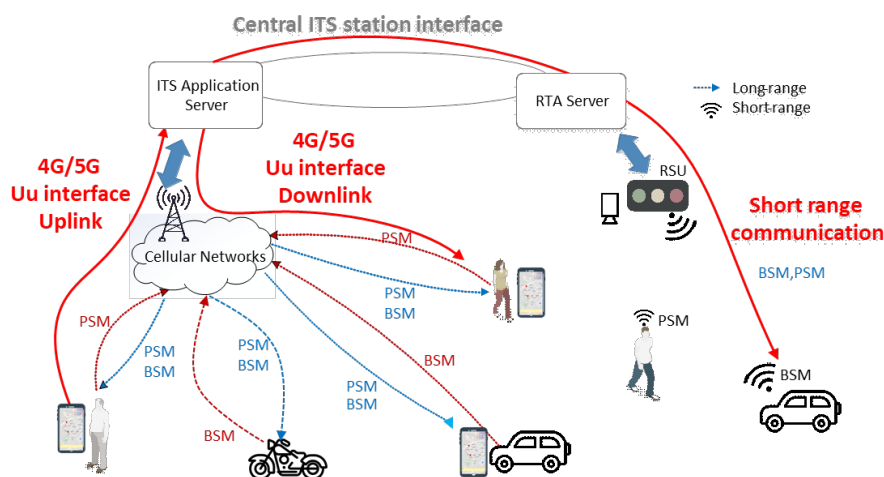 Central ITS station interface
ITS Application
Server
RTA Server
Long-range
Short-range
4G/5G
Uu interface
Uplink
4G/5G
Uu interface
Downlink
RSU
Short range
communication
BSM,PSM
Cellular Networks
PSM
PSM
BSM
PSM
PSM
BSM
PSM
BSM
BSM
PSM
BSM
BSM
PSM
BSM